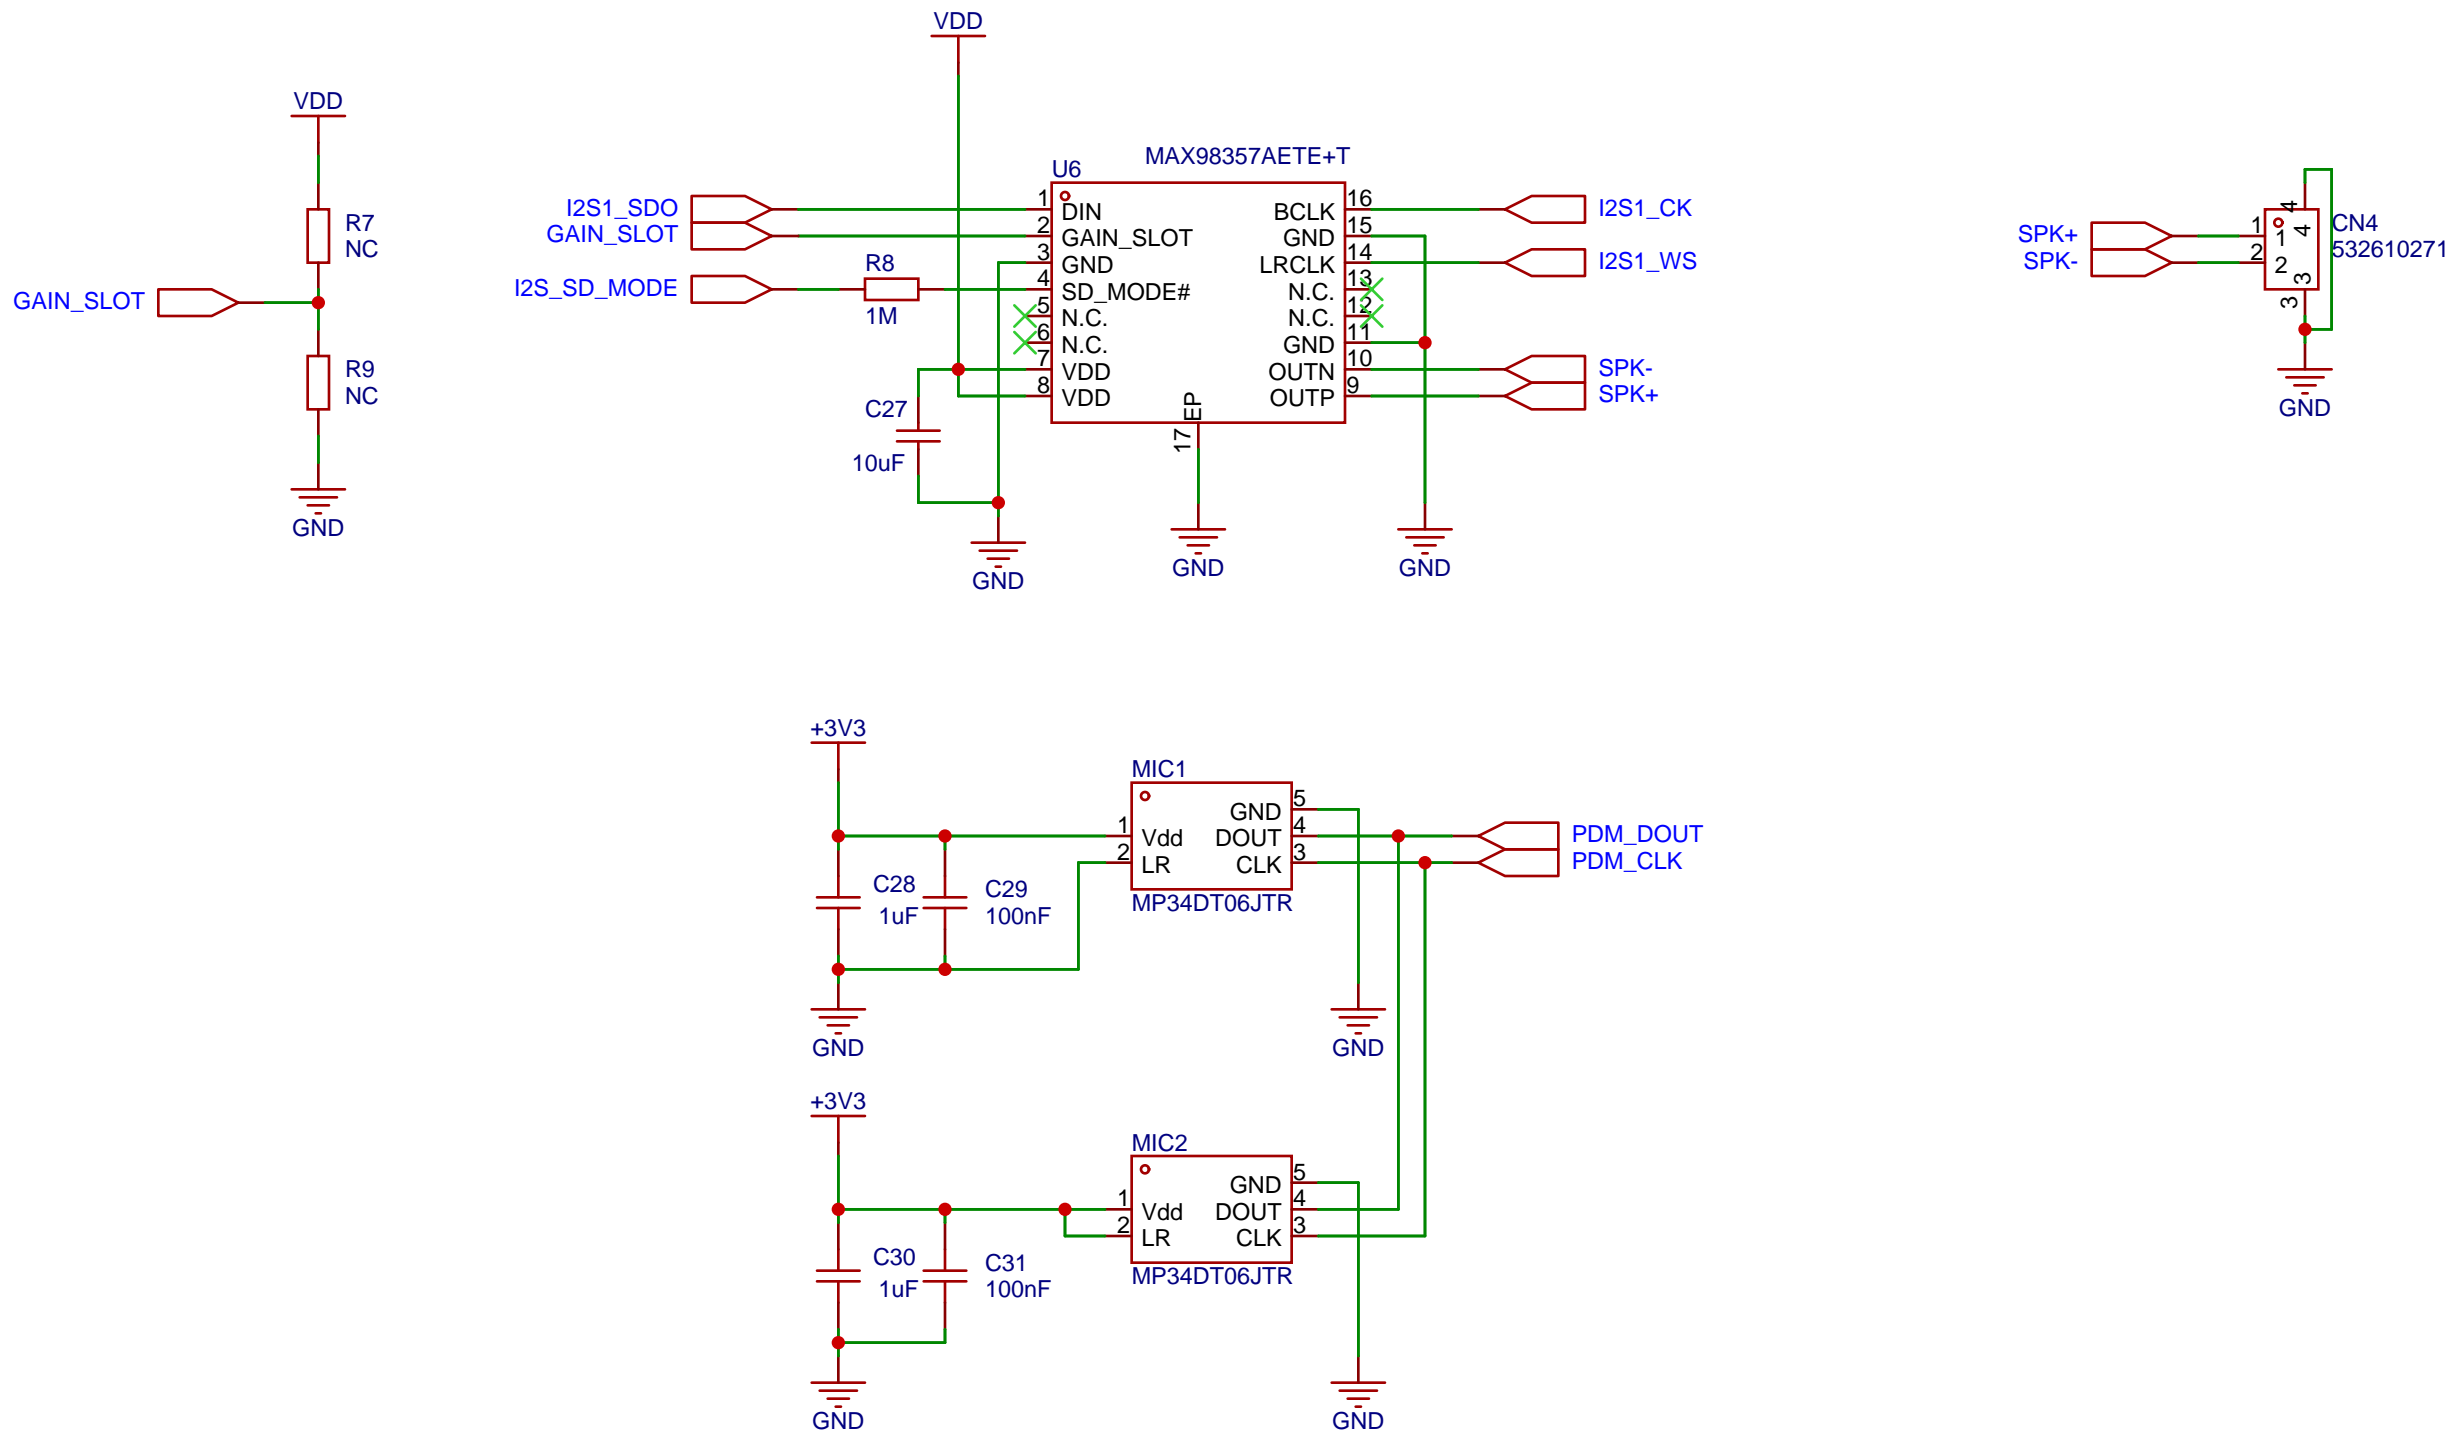 VDD
R7
NC
GAIN_SLOT
R9
NC
GND
VDD
U6
MAX98357AETE+T
I2S1_SDO
GAIN_SLOT
I2S_SD_MODE
R8
1M
1
DIN
2
GAIN_SLOT
3
GND
4
SD_MODE#
5
N.C.
6
N.C.
7
VDD
8
VDD
16
BCLK
15
GND
14
LRCLK
13
N.C.
12
N.C.
11
GND
10
OUTN
9
OUTP
EP
17
I2S1_CK
I2S1_WS
SPK-
SPK+
C27
10uF
GND
GND
GND
SPK+
SPK-
1
2
1
2
4
4
3
3
CN4
532610271
GND
+3V3
MIC1
1
Vdd
2
LR
5
GND
4
DOUT
3
CLK
MP34DT06JTR
PDM_DOUT
PDM_CLK
C28
1uF
C29
100nF
GND
GND
+3V3
MIC2
1
Vdd
2
LR
5
GND
4
DOUT
3
CLK
MP34DT06JTR
C30
1uF
C31
100nF
GND
GND